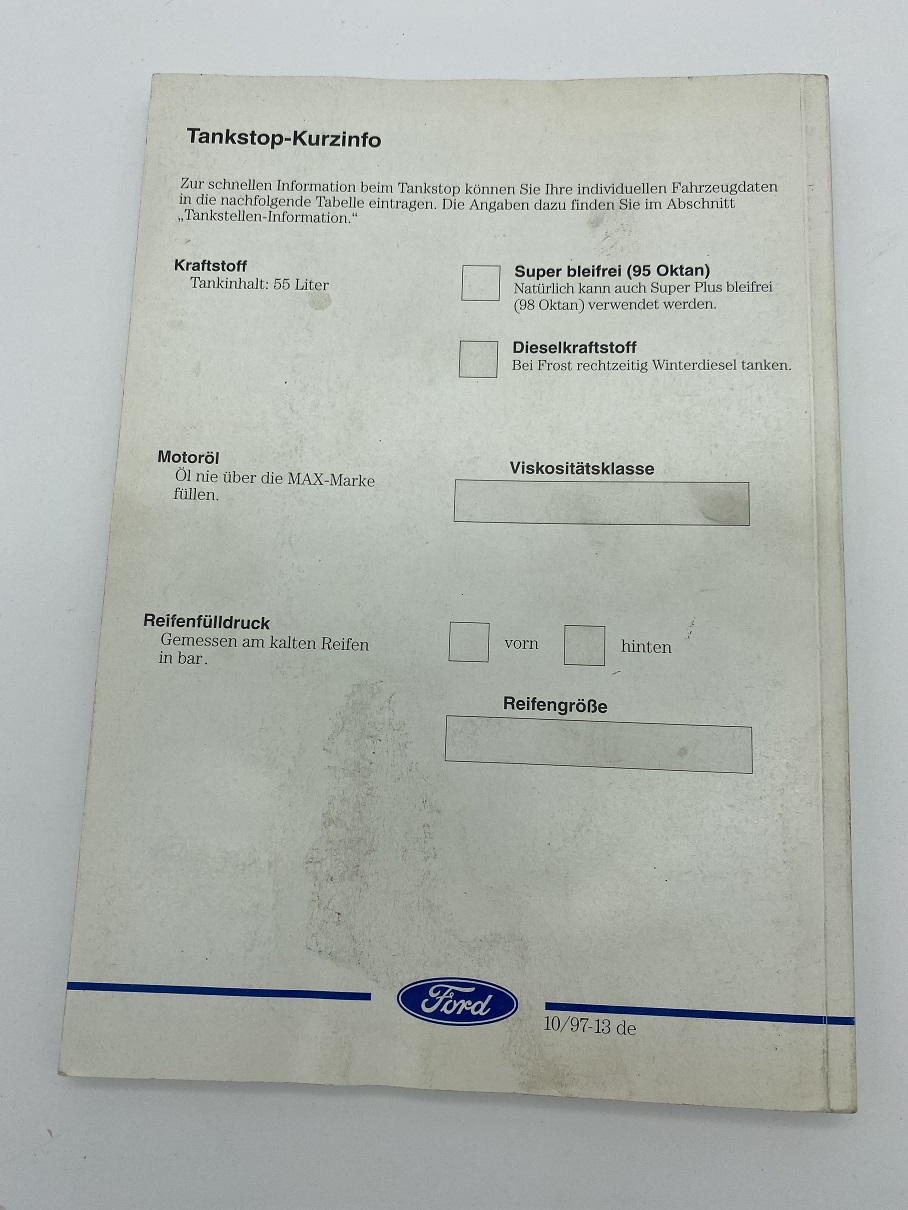 Tankstop-Kurzinfo
Zur schnellen Information beim Tankstop können Sie Ihre individuellen Fahrzeugdaten
in die nachfolgende Tabelle eintragen. Die Angaben dazu finden Sie im Abschnitt
„Tankstellen-Information.“
Kraftstoff
Tankinhalt: 55 Liter
Super bleifrei (95 Oktan)
Natürlich kann auch Super Plus bleifrei
(98 Oktan) verwendet werden.
Dieselkraftstoff
Bei Frost rechtzeitig Winterdiesel tanken.
Motoröl
Öl nie über die MAX-Marke
füllen.
Viskositätsklasse
Reifenfülldruck
Gemessen am kalten Reifen
in bar.
vorn
hinten
Reifengröße
Ford
10/97-13 de